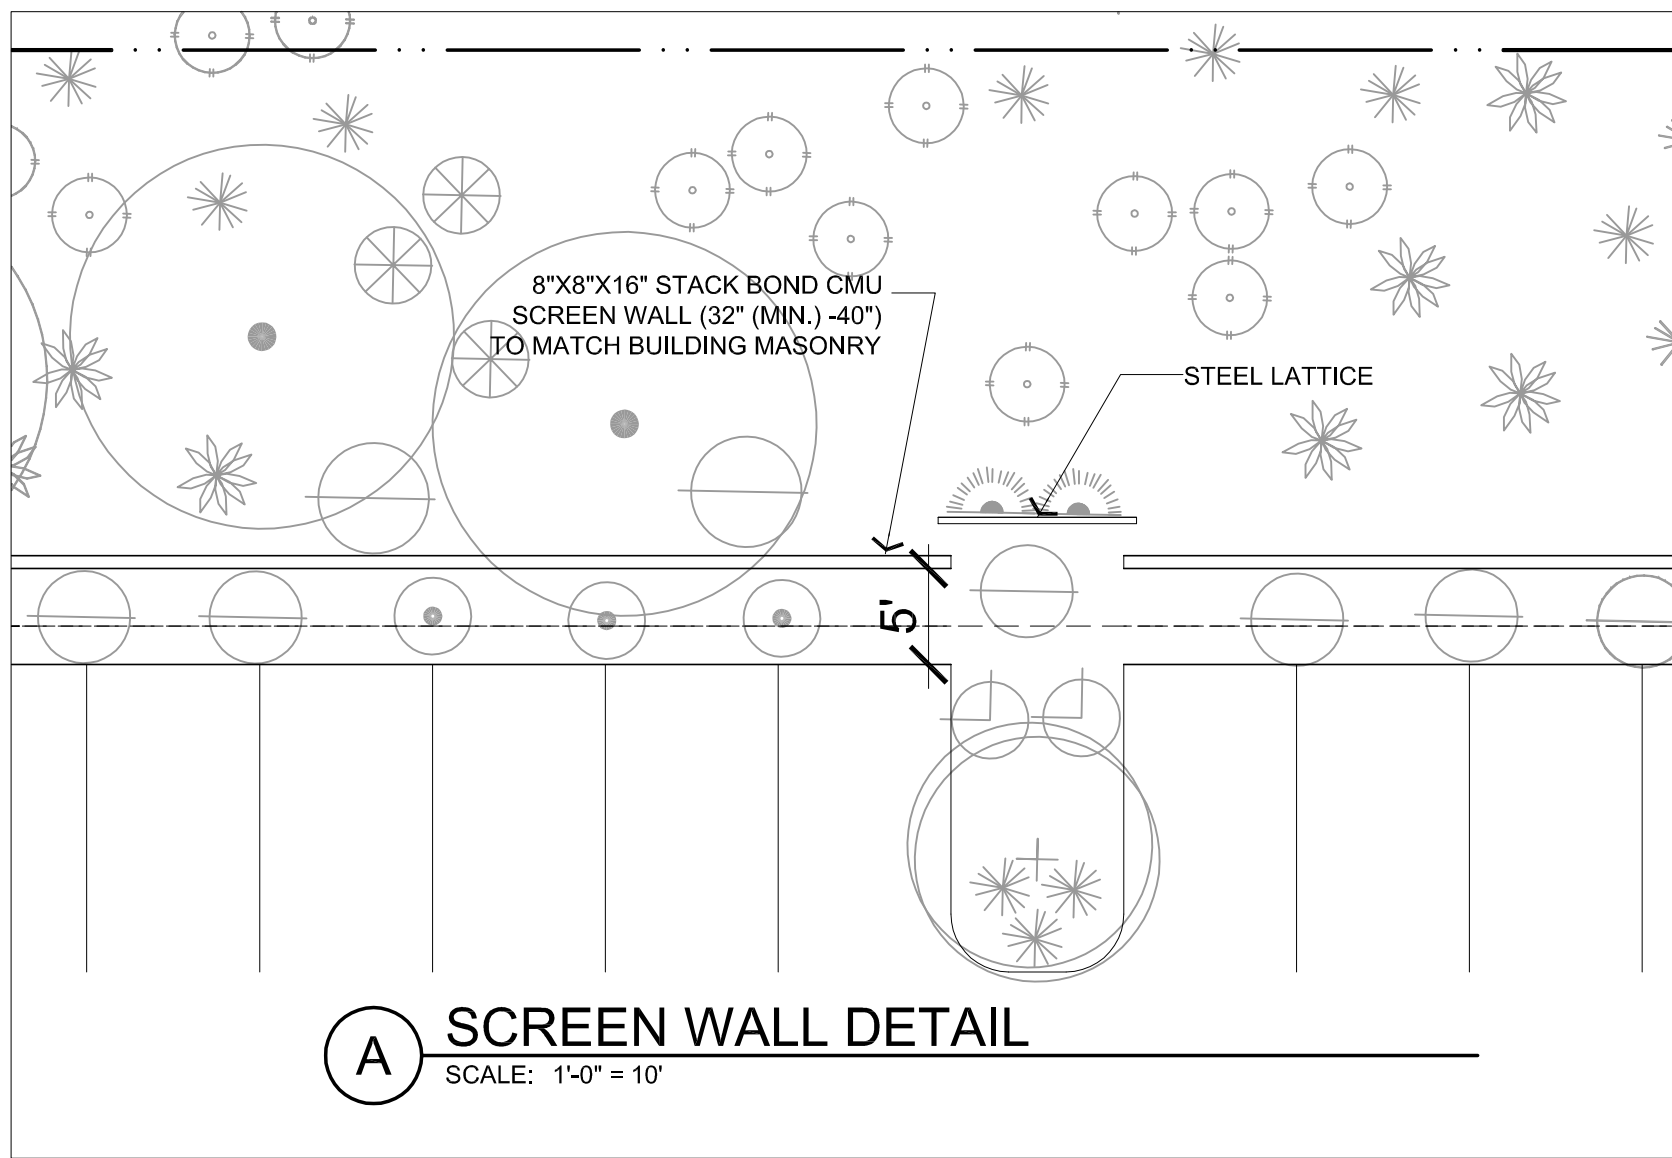 8"X8"X16" STACK BOND CMU
SCREEN WALL (32" (MIN.) -40")
TO MATCH BUILDING MASONRY
STEEL LATTICE
5'
A
SCREEN WALL DETAIL
SCALE: 1'-0" = 10'